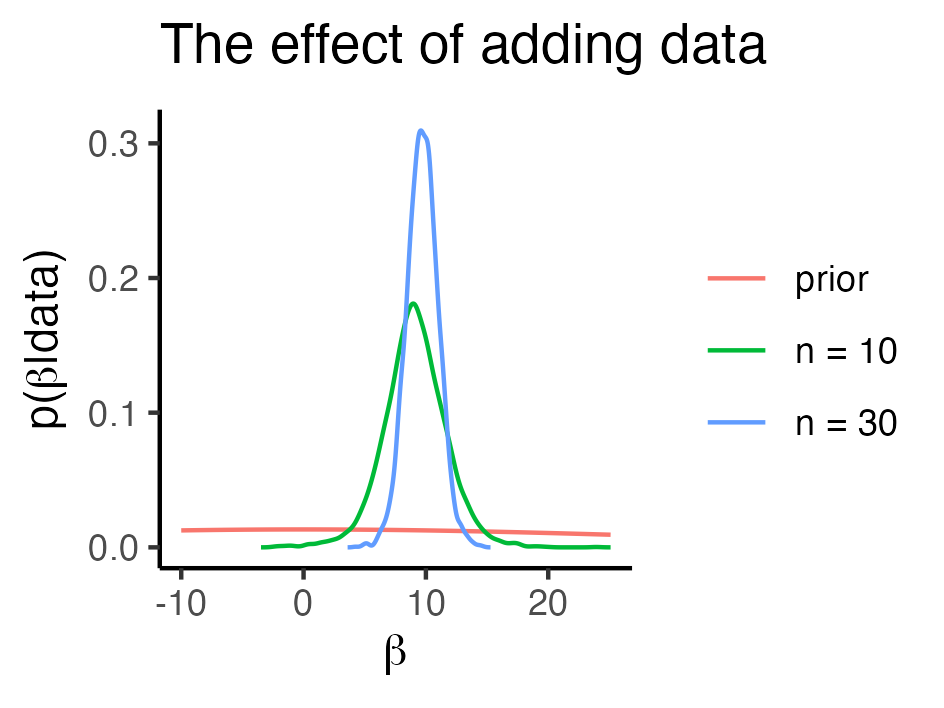 The effect of adding data
0.3
0.2
0.1
0.0
p(β|data)
-10 0 10 20
β
prior
n = 10
n = 30